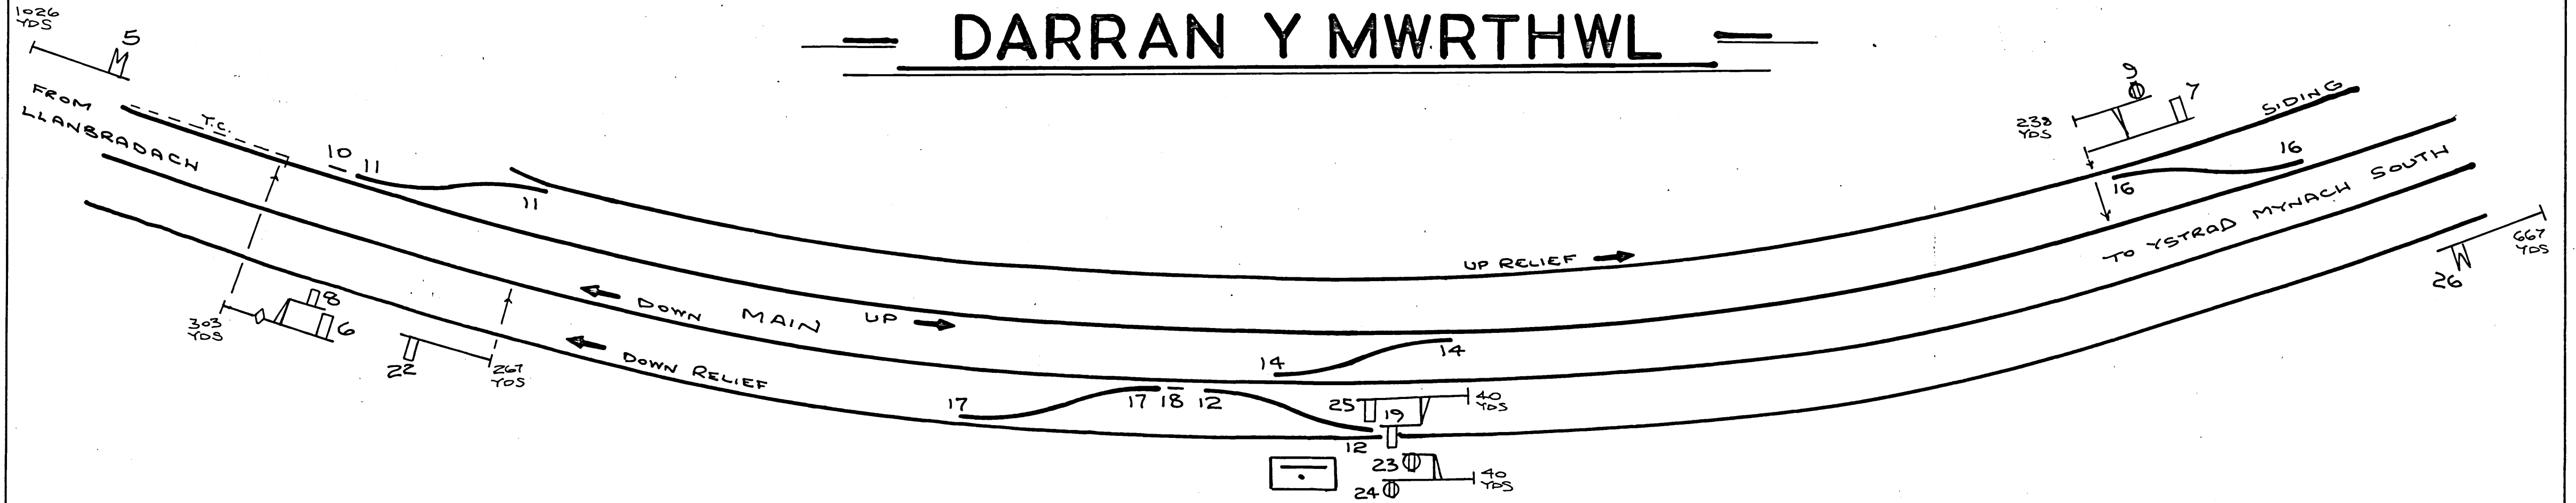 DARRAN Y MWRTHWL
1026 YDS
5
FROM LLANBRADACH
T.C.
10
11
11
303 YDS
8
6
22
267 YDS
DOWN MAIN UP
DOWN RELIEF
UP RELIEF
17
17
18
12
12
14
14
25
19
40 YDS
23
24
40 YDS
238 YDS
9
7
SIDING
16
16
TO YSTRAD MYNACH SOUTH
26
667 YDS